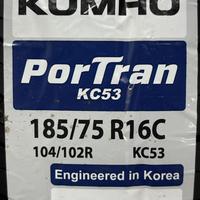 KUMHO
PorTran
KC53
185/75 R16C
104/102R KC53
Engineered in Korea